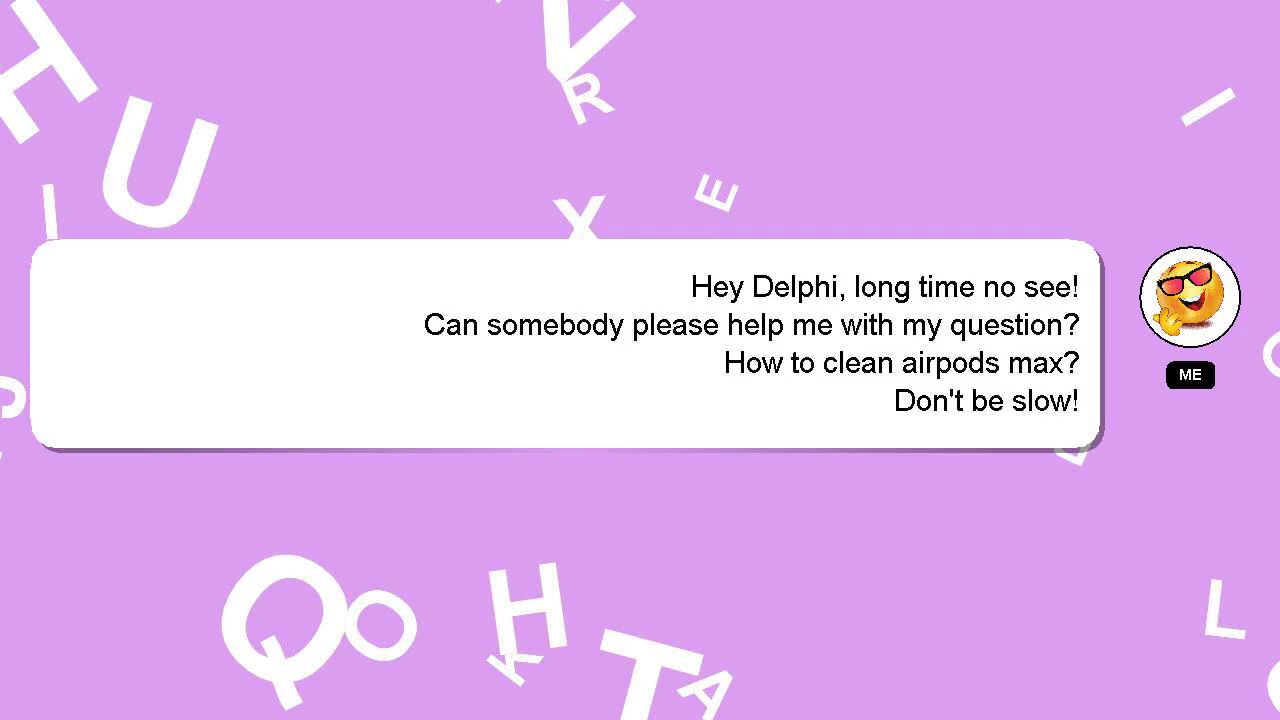 H
U
I
V
R
X
E
I
Hey Delphi, long time no see!
Can somebody please help me with my question?
How to clean airpods max?
Don't be slow!
ME
Q
O
H
K
T
A
L